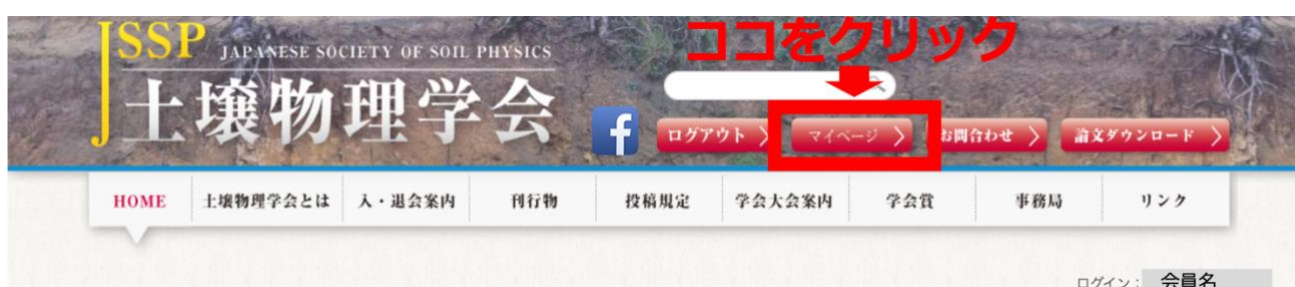 JSSP JAPANESE SOCIETY OF SOIL PHYSICS
土壌物理学会
ココをクリック
f
ログアウト
マイページ
お問合わせ
論文ダウンロード
HOME
土壌物理学会とは
入・退会案内
刊行物
投稿規定
学会大会案内
学会賞
事務局
リンク
ログイン： 会員名